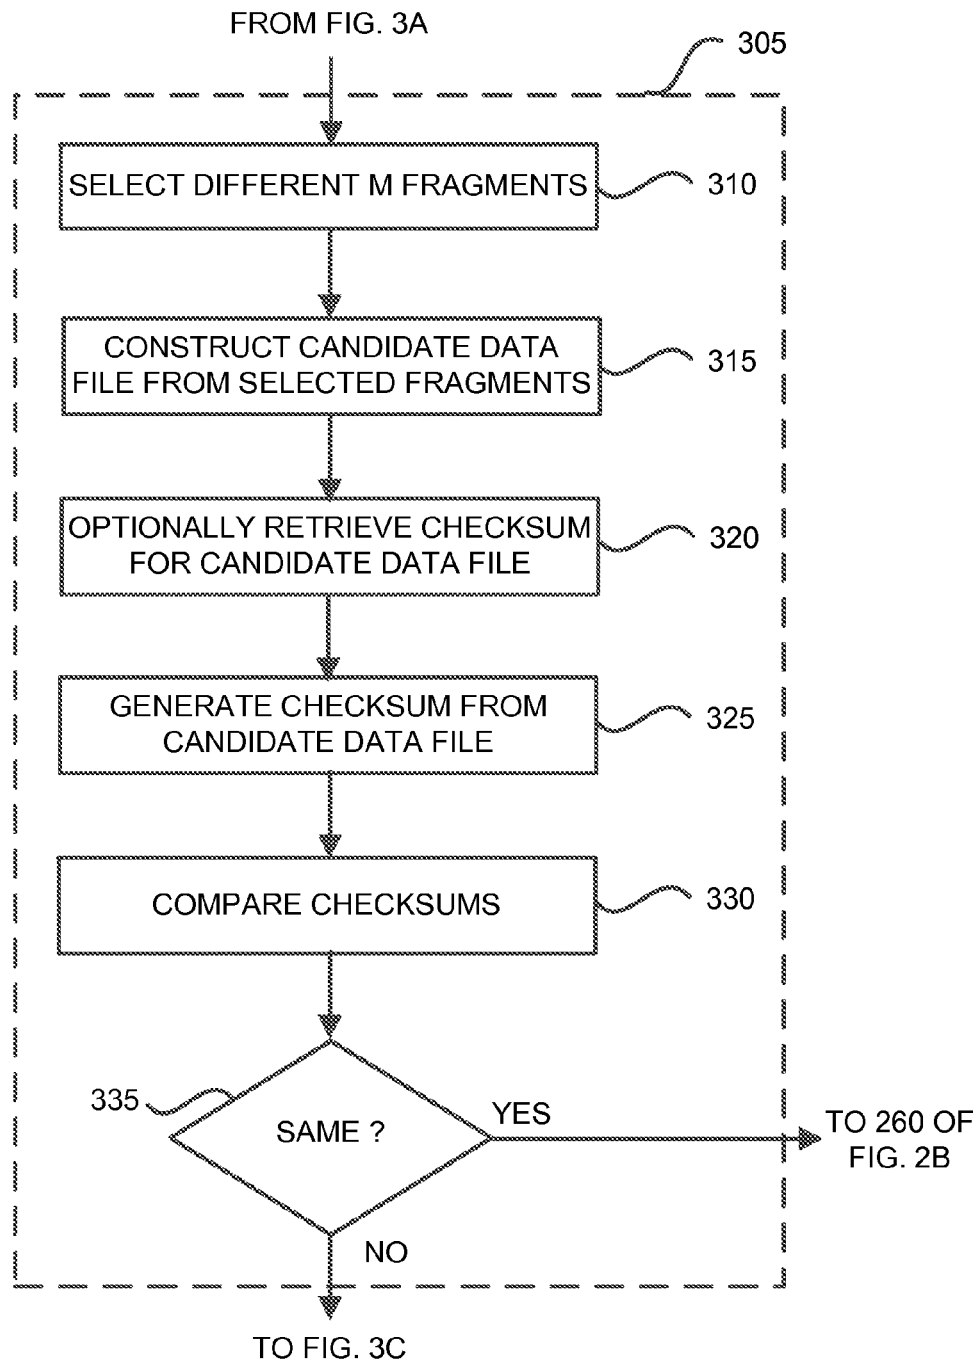 FROM FIG. 3A
305
SELECT DIFFERENT M FRAGMENTS
310
CONSTRUCT CANDIDATE DATA
FILE FROM SELECTED FRAGMENTS
315
OPTIONALLY RETRIEVE CHECKSUM
FOR CANDIDATE DATA FILE
320
GENERATE CHECKSUM FROM
CANDIDATE DATA FILE
325
COMPARE CHECKSUMS
330
335
SAME ?
YES
TO 260 OF
FIG. 2B
NO
TO FIG. 3C